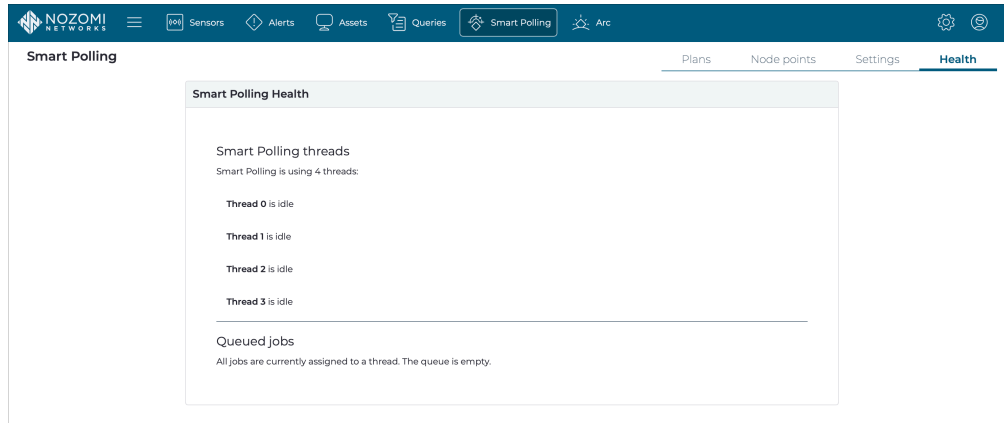 NOZOMI
NETWORKS
Sensors
Alerts
Assets
Queries
Smart Polling
Arc
Smart Polling
Plans
Node points
Settings
Health
Smart Polling Health
Smart Polling threads
Smart Polling is using 4 threads:
Thread 0 is idle
Thread 1 is idle
Thread 2 is idle
Thread 3 is idle
Queued jobs
All jobs are currently assigned to a thread. The queue is empty.